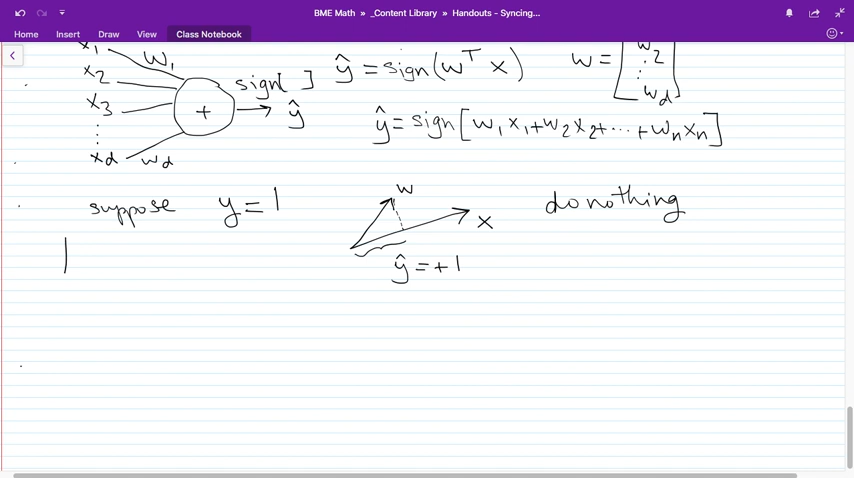 BME Math » _Content Library » Handouts - Syncing...
Home Insert Draw View Class Notebook
x1 w1
x2 sign[ ] ŷ = sign(wᵀ x) w = [w2 ⋮ wd]
x3 + ŷ
⋮ ŷ = sign[w1x1+w2x2+⋯+wnxn]
xd wd
suppose y = 1 w x do nothing
ŷ = +1